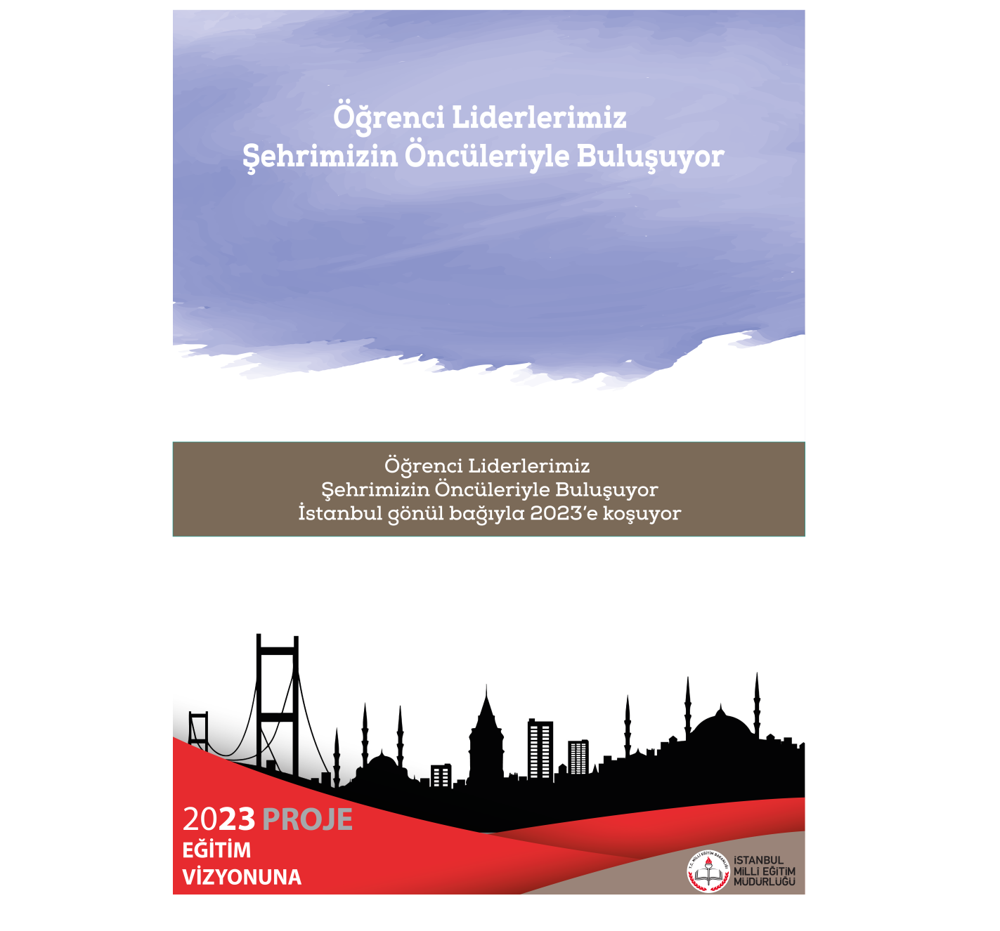 Öğrenci Liderlerimiz
Şehrimizin Öncüleriyle Buluşuyor
Öğrenci Liderlerimiz
Şehrimizin Öncüleriyle Buluşuyor
İstanbul gönül bağıyla 2023’e koşuyor
2023 PROJE
EĞİTİM
VİZYONUNA
T.C. MİLLİ EĞİTİM BAKANLIĞI
İSTANBUL
MİLLİ EĞİTİM
MÜDÜRLÜĞÜ